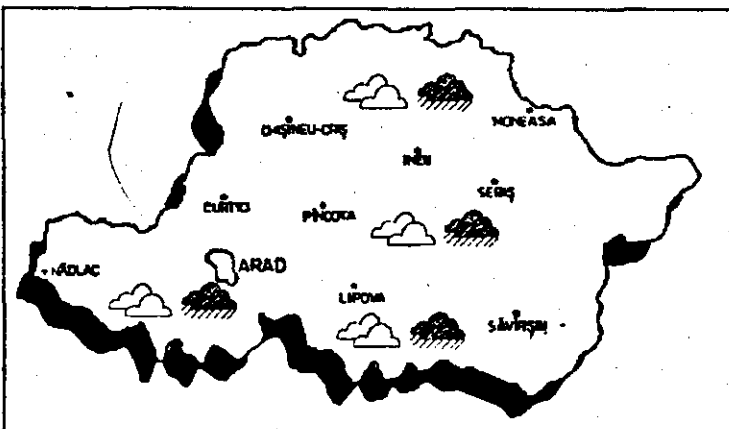 MONEASA
CHIȘINEU-CRIȘ
INEU
SEBIȘ
CURTICI
PÎNCOTA
ARAD
NĂDLAC
LIPOVA
SĂVÎRȘIN